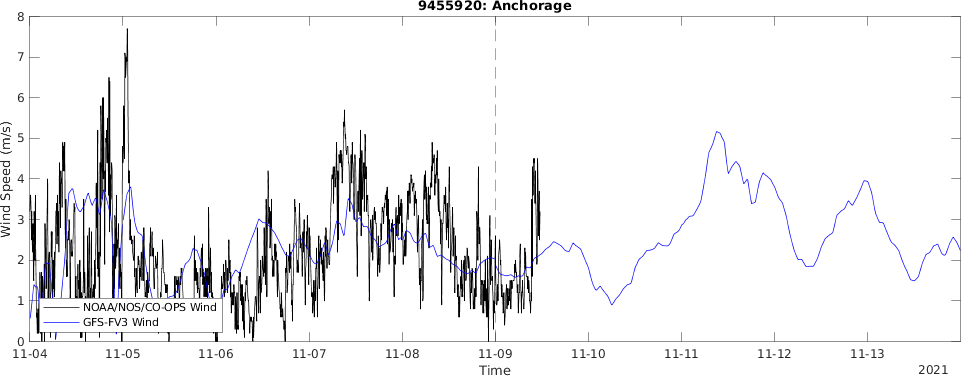 9455920: Anchorage
Wind Speed (m/s)
8
7
6
5
4
3
2
1
0
NOAA/NOS/CO-OPS Wind
GFS-FV3 Wind
11-04 11-05 11-06 11-07 11-08 11-09 11-10 11-11 11-12 11-13
Time
2021